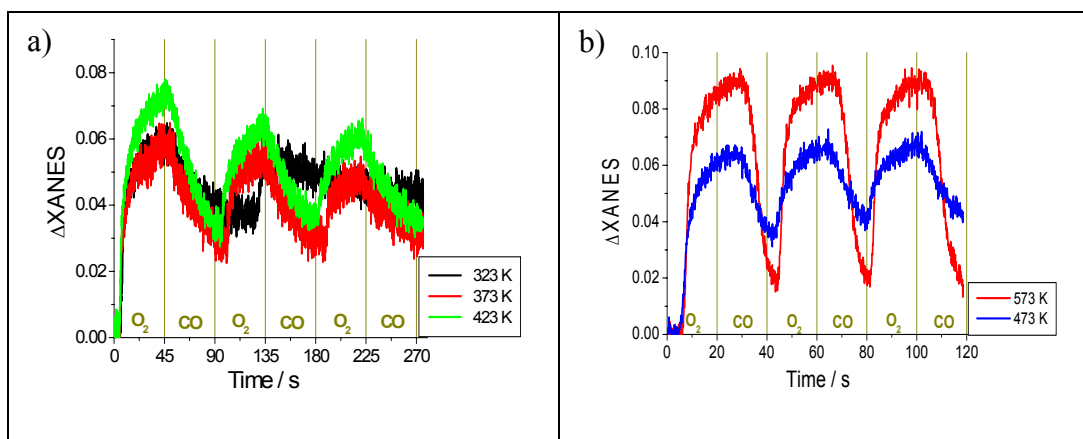 a)
ΔXANES
0.08
0.06
0.04
0.02
0.00
O2 CO O2 CO O2 CO
0 45 90 135 180 225 270
Time / s
323 K
373 K
423 K
b)
ΔXANES
0.10
0.08
0.06
0.04
0.02
0.00
O2 CO O2 CO O2 CO
0 20 40 60 80 100 120
Time / s
573 K
473 K